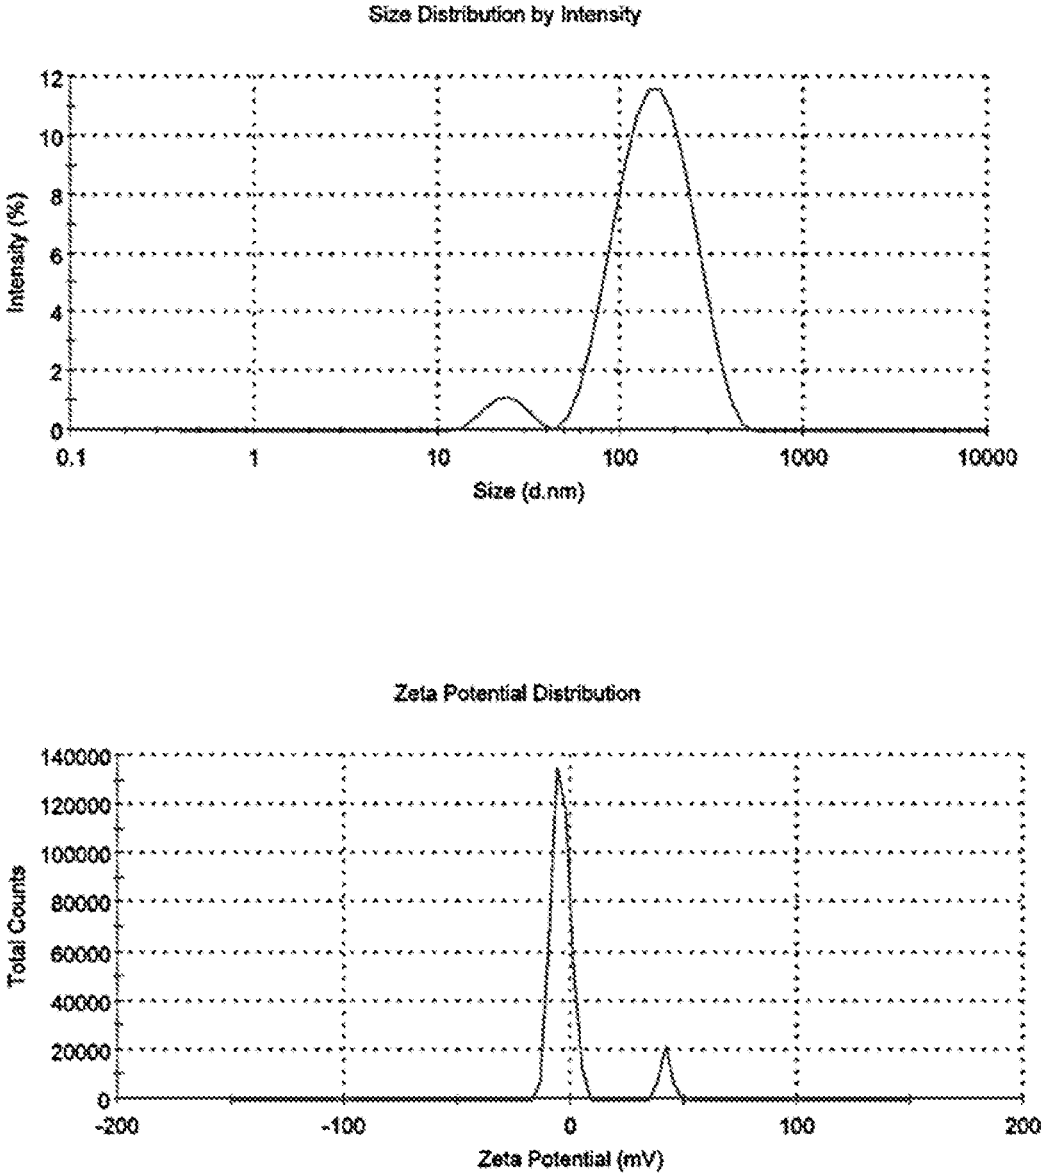 Size Distribution by Intensity
12
10
8
6
4
2
0
Intensity (%)
0.1 1 10 100 1000 10000
Size (d.nm)
Zeta Potential Distribution
140000
120000
100000
80000
60000
40000
20000
0
Total Counts
-200 -100 0 100 200
Zeta Potential (mV)